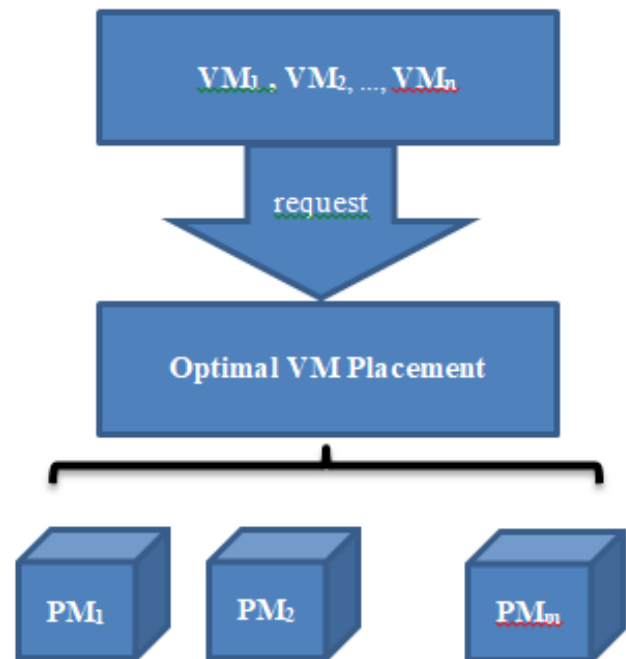 VM₁ , VM₂, ..., VMₙ
request
Optimal VM Placement
PM₁ PM₂ PMₘ